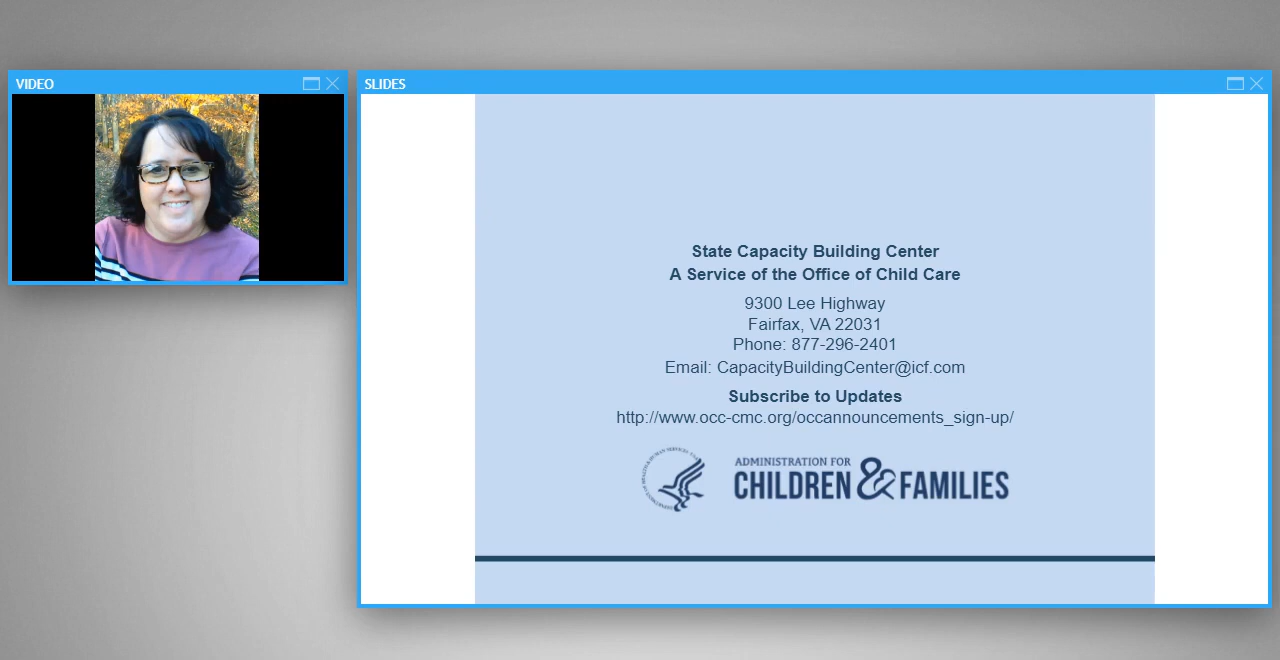 VIDEO
SLIDES
State Capacity Building Center
A Service of the Office of Child Care
9300 Lee Highway
Fairfax, VA 22031
Phone: 877-296-2401
Email: CapacityBuildingCenter@icf.com
Subscribe to Updates
http://www.occ-cmc.org/occannouncements_sign-up/
ADMINISTRATION FOR
CHILDREN & FAMILIES